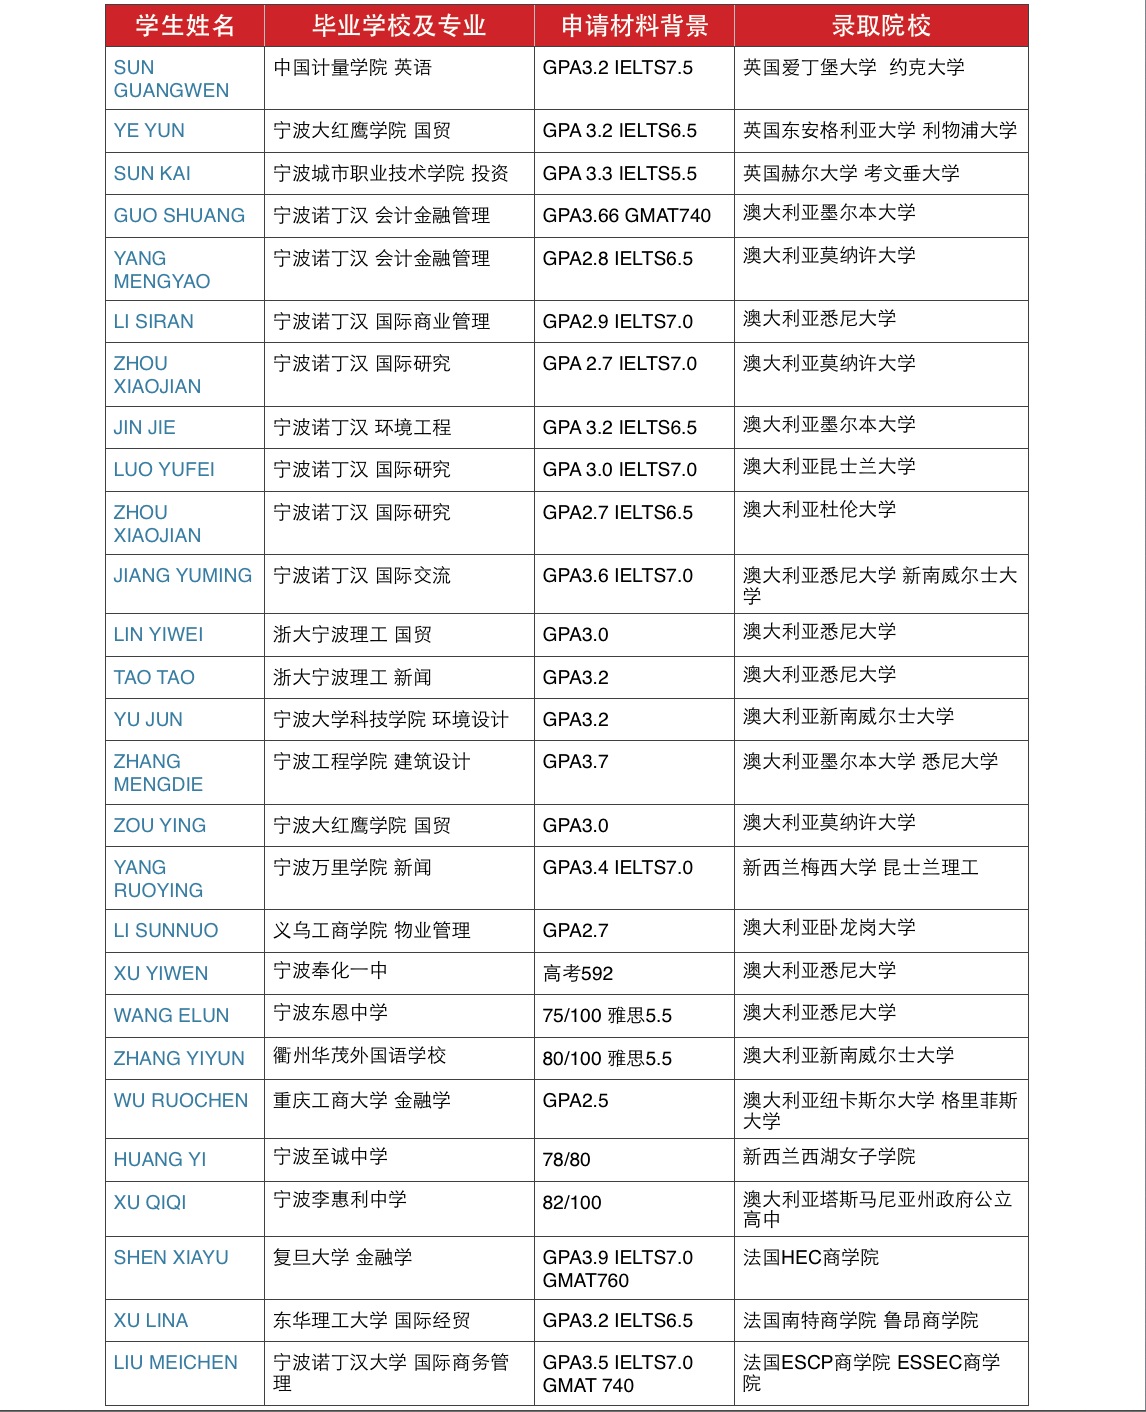 学生姓名 毕业学校及专业 申请材料背景 录取院校
SUN 中国计量学院 英语 GPA3.2 IELTS7.5 英国爱丁堡大学 约克大学
GUANGWEN
YE YUN 宁波大红鹰学院 国贸 GPA 3.2 IELTS6.5 英国东安格利亚大学 利物浦大学
SUN KAI 宁波城市职业技术学院 投资 GPA 3.3 IELTS5.5 英国赫尔大学 考文垂大学
GUO SHUANG 宁波诺丁汉 会计金融管理 GPA3.66 GMAT740 澳大利亚墨尔本大学
YANG 宁波诺丁汉 会计金融管理 GPA2.8 IELTS6.5 澳大利亚莫纳许大学
MENGYAO
LI SIRAN 宁波诺丁汉 国际商业管理 GPA2.9 IELTS7.0 澳大利亚悉尼大学
ZHOU 宁波诺丁汉 国际研究 GPA 2.7 IELTS7.0 澳大利亚莫纳许大学
XIAOJIAN
JIN JIE 宁波诺丁汉 环境工程 GPA 3.2 IELTS6.5 澳大利亚墨尔本大学
LUO YUFEI 宁波诺丁汉 国际研究 GPA 3.0 IELTS7.0 澳大利亚昆士兰大学
ZHOU 宁波诺丁汉 国际研究 GPA2.7 IELTS6.5 澳大利亚杜伦大学
XIAOJIAN
JIANG YUMING 宁波诺丁汉 国际交流 GPA3.6 IELTS7.0 澳大利亚悉尼大学 新南威尔士大
学
LIN YIWEI 浙大宁波理工 国贸 GPA3.0 澳大利亚悉尼大学
TAO TAO 浙大宁波理工 新闻 GPA3.2 澳大利亚悉尼大学
YU JUN 宁波大学科技学院 环境设计 GPA3.2 澳大利亚新南威尔士大学
ZHANG 宁波工程学院 建筑设计 GPA3.7 澳大利亚墨尔本大学 悉尼大学
MENGDIE
ZOU YING 宁波大红鹰学院 国贸 GPA3.0 澳大利亚莫纳许大学
YANG 宁波万里学院 新闻 GPA3.4 IELTS7.0 新西兰梅西大学 昆士兰理工
RUOYING
LI SUNNUO 义乌工商学院 物业管理 GPA2.7 澳大利亚卧龙岗大学
XU YIWEN 宁波奉化一中 高考592 澳大利亚悉尼大学
WANG ELUN 宁波东恩中学 75/100 雅思5.5 澳大利亚悉尼大学
ZHANG YIYUN 衢州华茂外国语学校 80/100 雅思5.5 澳大利亚新南威尔士大学
WU RUOCHEN 重庆工商大学 金融学 GPA2.5 澳大利亚纽卡斯尔大学 格里菲斯
大学
HUANG YI 宁波至诚中学 78/80 新西兰西湖女子学院
XU QIQI 宁波李惠利中学 82/100 澳大利亚塔斯马尼亚州政府公立
高中
SHEN XIAYU 复旦大学 金融学 GPA3.9 IELTS7.0 法国HEC商学院
GMAT760
XU LINA 东华理工大学 国际经贸 GPA3.2 IELTS6.5 法国南特商学院 鲁昂商学院
LIU MEICHEN 宁波诺丁汉大学 国际商务管 GPA3.5 IELTS7.0 法国ESCP商学院 ESSEC商学
理 GMAT 740 院